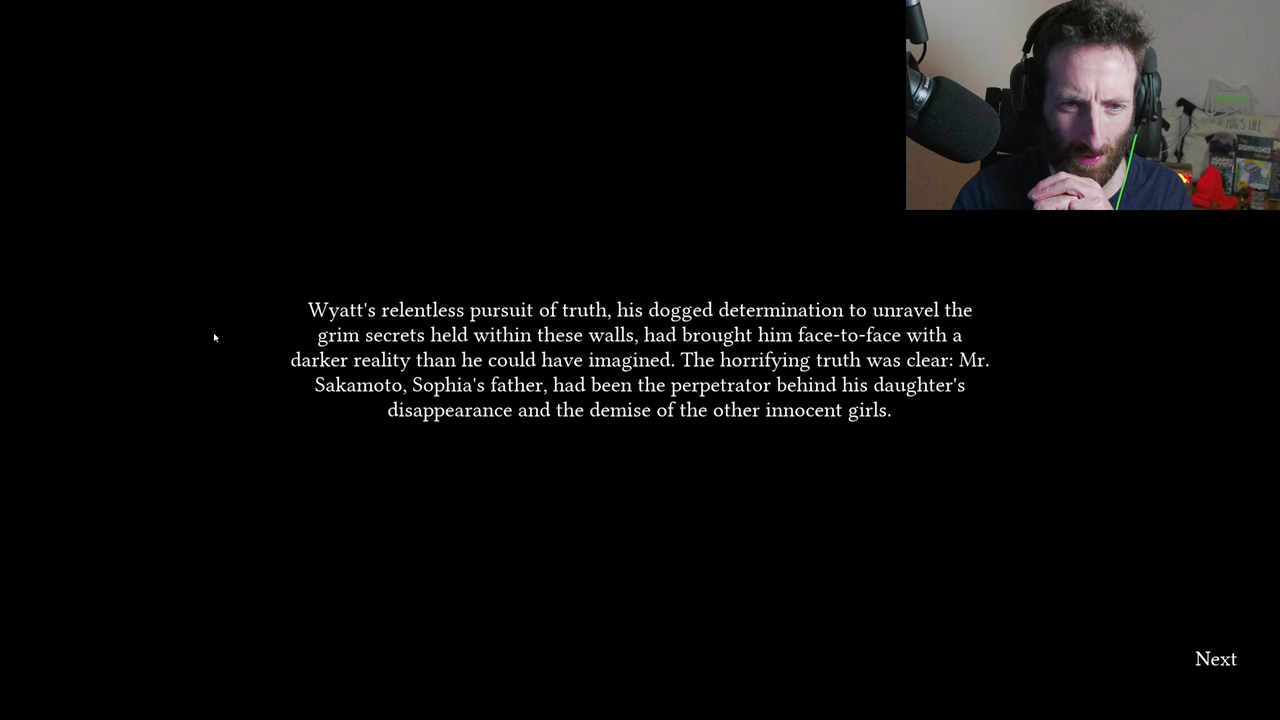 Wyatt's relentless pursuit of truth, his dogged determination to unravel the
grim secrets held within these walls, had brought him face-to-face with a
darker reality than he could have imagined. The horrifying truth was clear: Mr.
Sakamoto, Sophia's father, had been the perpetrator behind his daughter's
disappearance and the demise of the other innocent girls.
Next